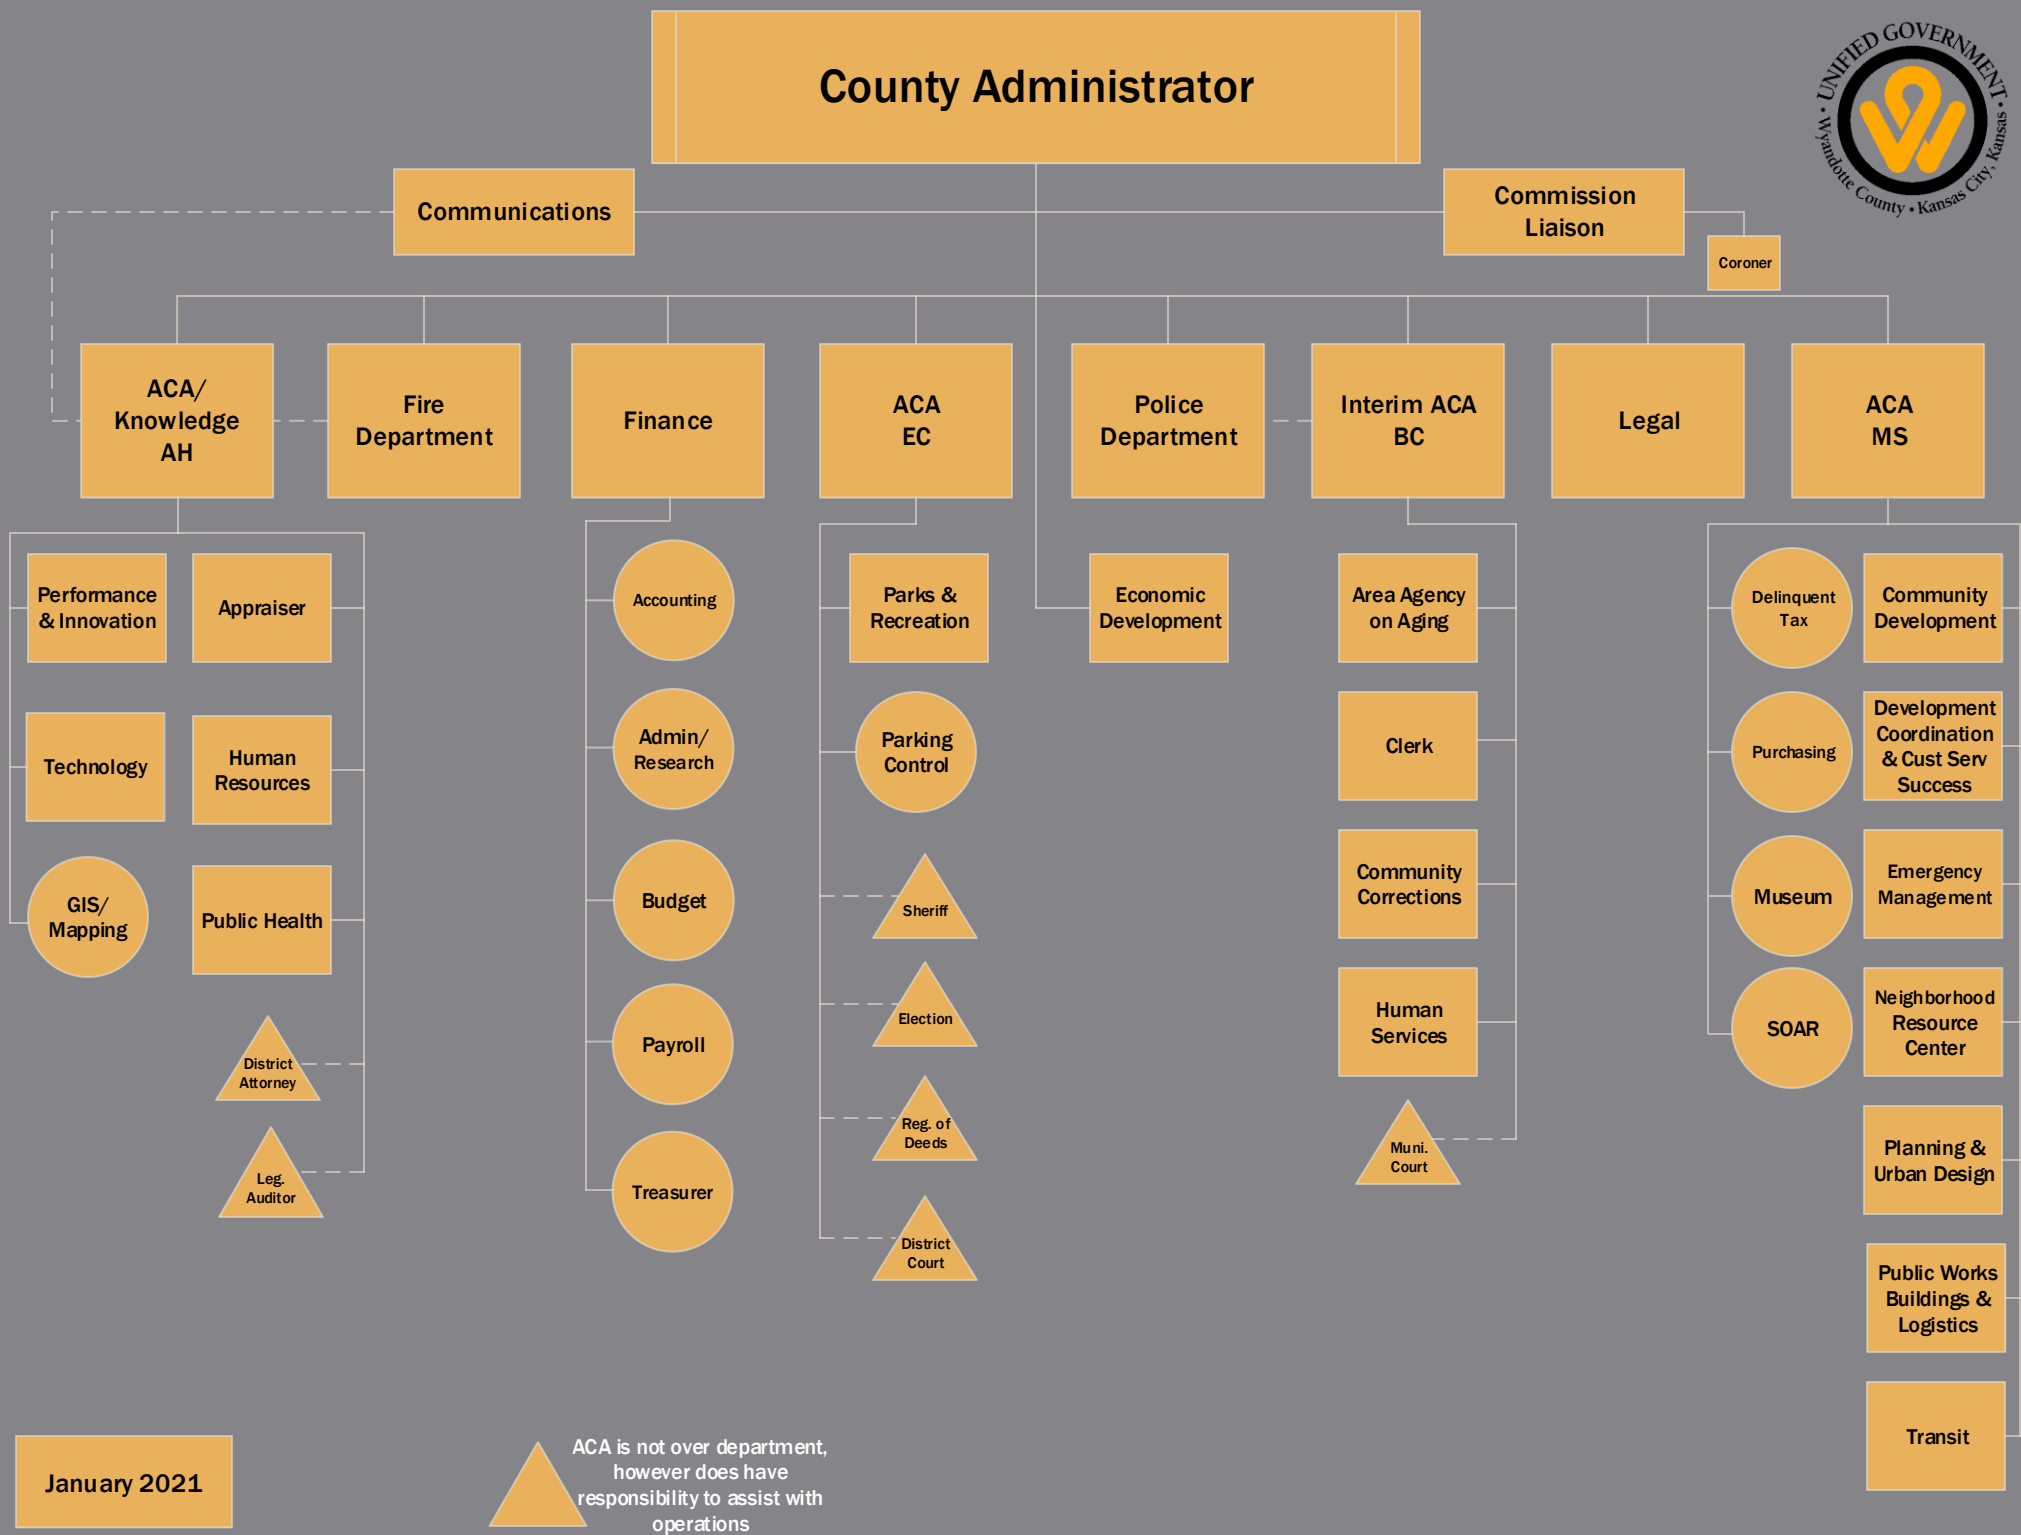 County Administrator
UNIFIED GOVERNMENT
Wyandotte County • Kansas City, Kansas
Communications
Commission
Liaison
Coroner
ACA/
Knowledge
AH
Fire
Department
Finance
ACA
EC
Police
Department
Interim ACA
BC
Legal
ACA
MS
Performance
& Innovation
Technology
GIS/
Mapping
Appraiser
Human
Resources
Public Health
District
Attorney
Leg.
Auditor
Accounting
Admin/
Research
Budget
Payroll
Treasurer
Parks &
Recreation
Parking
Control
Sheriff
Election
Reg. of
Deeds
District
Court
Economic
Development
Area Agency
on Aging
Clerk
Community
Corrections
Human
Services
Muni.
Court
Delinquent
Tax
Purchasing
Museum
SOAR
Community
Development
Development
Coordination
& Cust Serv
Success
Emergency
Management
Neighborhood
Resource
Center
Planning &
Urban Design
Public Works
Buildings &
Logistics
Transit
January 2021
ACA is not over department,
however does have
responsibility to assist with
operations